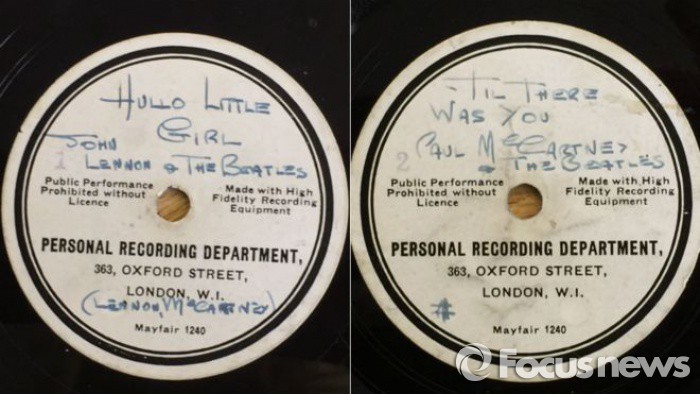 HULLO LITTLE
GIRL
JOHN
1 LENNON & THE BEATLES
Public Performance
Prohibited without
Licence
Made with High
Fidelity Recording
Equipment
PERSONAL RECORDING DEPARTMENT,
363, OXFORD STREET,
LONDON, W.I.
(LENNON, McCARTNEY)
Mayfair 1240
'TIL THERE
WAS YOU
2 PAUL McCARTNEY
& THE BEATLES
Public Performance
Prohibited without
Licence
Made with High
Fidelity Recording
Equipment
PERSONAL RECORDING DEPARTMENT,
363, OXFORD STREET,
LONDON, W.I.
Mayfair 1240
Focusnews